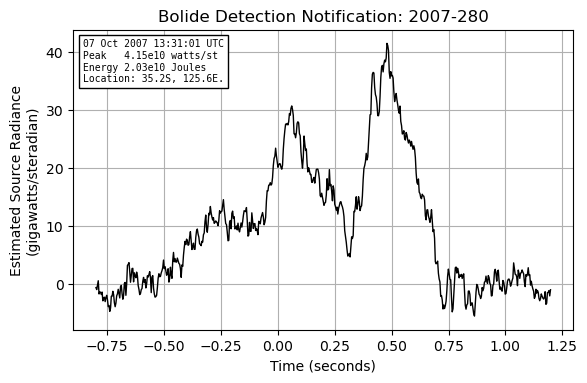 Bolide Detection Notification: 2007-280
07 Oct 2007 13:31:01 UTC
Peak   4.15e10 watts/st
Energy 2.03e10 Joules
Location: 35.2S, 125.6E.
Estimated Source Radiance
(gigawatts/steradian)
40
30
20
10
0
−0.75 −0.50 −0.25 0.00 0.25 0.50 0.75 1.00 1.25
Time (seconds)